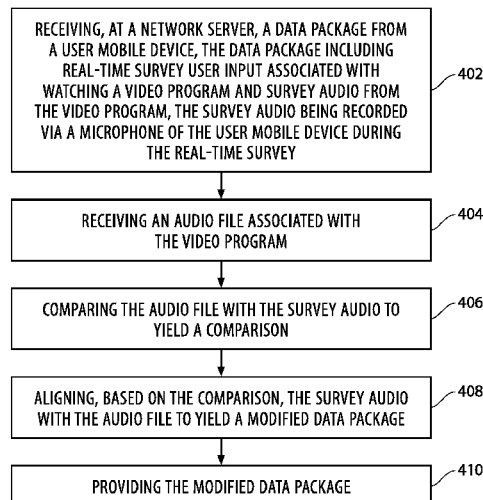 RECEIVING, AT A NETWORK SERVER, A DATA PACKAGE FROM
A USER MOBILE DEVICE, THE DATA PACKAGE INCLUDING
REAL-TIME SURVEY USER INPUT ASSOCIATED WITH
WATCHING A VIDEO PROGRAM AND SURVEY AUDIO FROM
THE VIDEO PROGRAM, THE SURVEY AUDIO BEING RECORDED
VIA A MICROPHONE OF THE USER MOBILE DEVICE DURING
THE REAL-TIME SURVEY
402
RECEIVING AN AUDIO FILE ASSOCIATED WITH
THE VIDEO PROGRAM
404
COMPARING THE AUDIO FILE WITH THE SURVEY AUDIO TO
YIELD A COMPARISON
406
ALIGNING, BASED ON THE COMPARISON, THE SURVEY AUDIO
WITH THE AUDIO FILE TO YIELD A MODIFIED DATA PACKAGE
408
PROVIDING THE MODIFIED DATA PACKAGE
410